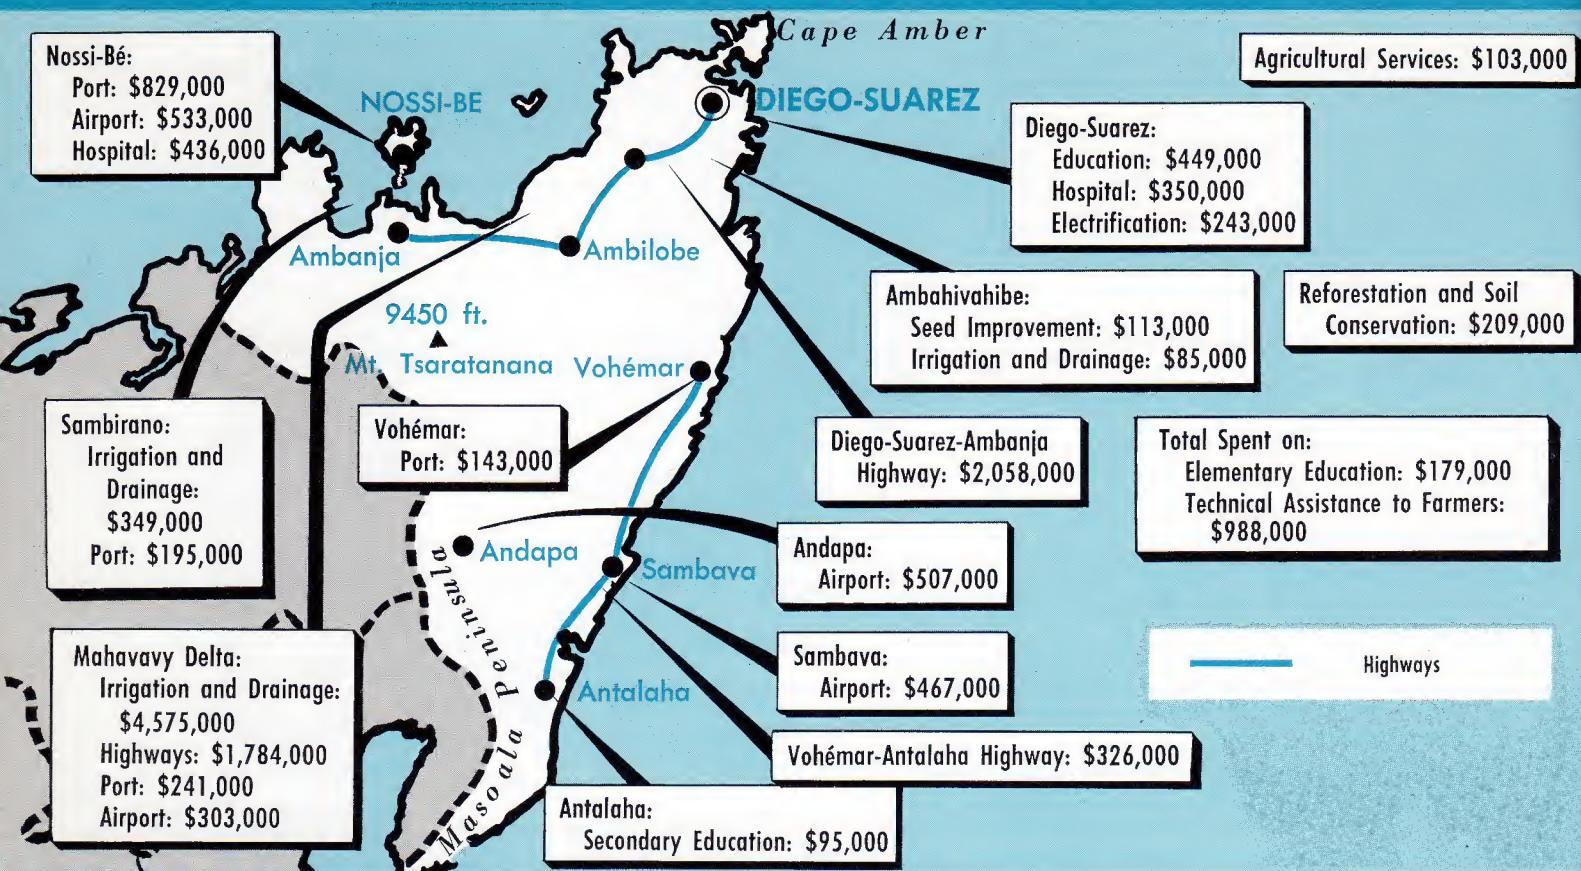 Cape Amber
Nossi-Bé:
Port: $829,000
Airport: $533,000
Hospital: $436,000
NOSSI-BE
DIEGO-SUAREZ
Agricultural Services: $103,000
Diego-Suarez:
Education: $449,000
Hospital: $350,000
Electrification: $243,000
Ambanja
Ambilobe
Ambahivahibe:
Seed Improvement: $113,000
Irrigation and Drainage: $85,000
Reforestation and Soil
Conservation: $209,000
9450 ft.
Mt. Tsaratanana
Vohémar
Sambirano:
Irrigation and
Drainage:
$349,000
Port: $195,000
Vohémar:
Port: $143,000
Diego-Suarez-Ambanja
Highway: $2,058,000
Total Spent on:
Elementary Education: $179,000
Technical Assistance to Farmers:
$988,000
Andapa
Sambava
Andapa:
Airport: $507,000
Masoala Peninsula
Mahavavy Delta:
Irrigation and Drainage:
$4,575,000
Highways: $1,784,000
Port: $241,000
Airport: $303,000
Antalaha
Sambava:
Airport: $467,000
Highways
Vohémar-Antalaha Highway: $326,000
Antalaha:
Secondary Education: $95,000